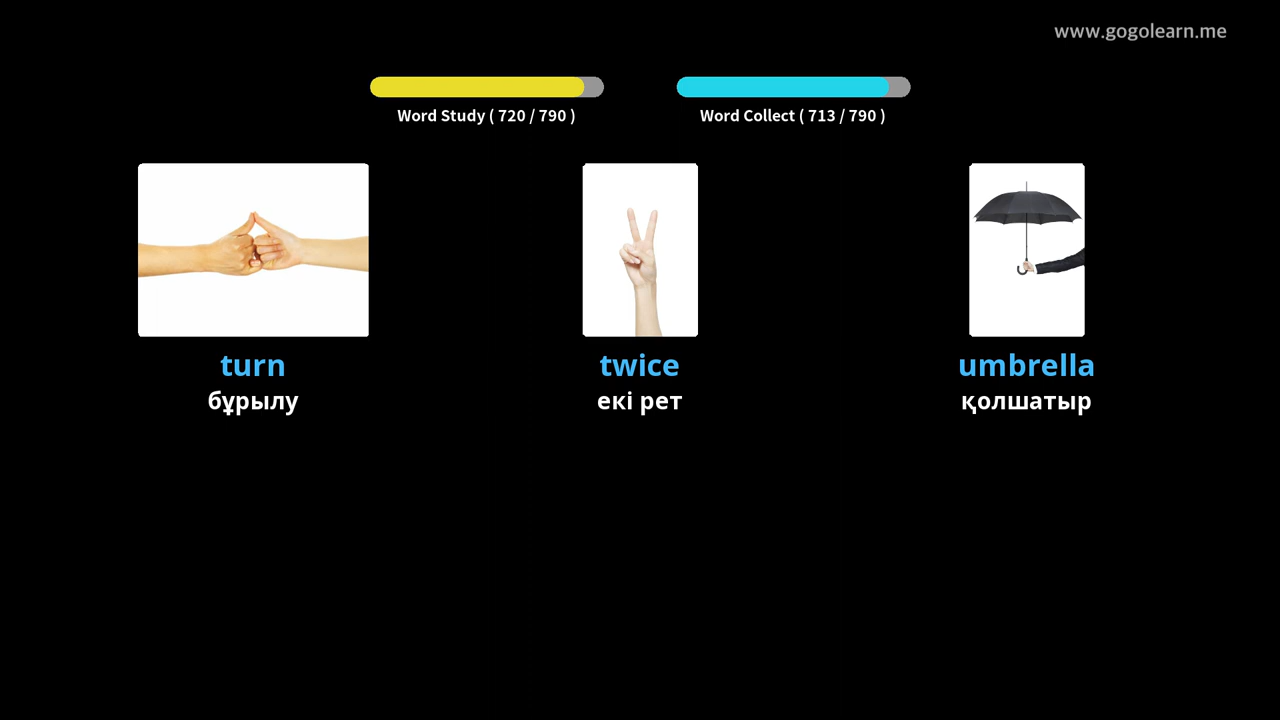 www.gogolearn.me
Word Study ( 720 / 790 )
Word Collect ( 713 / 790 )
turn
бұрылу
twice
екі рет
umbrella
қолшатыр